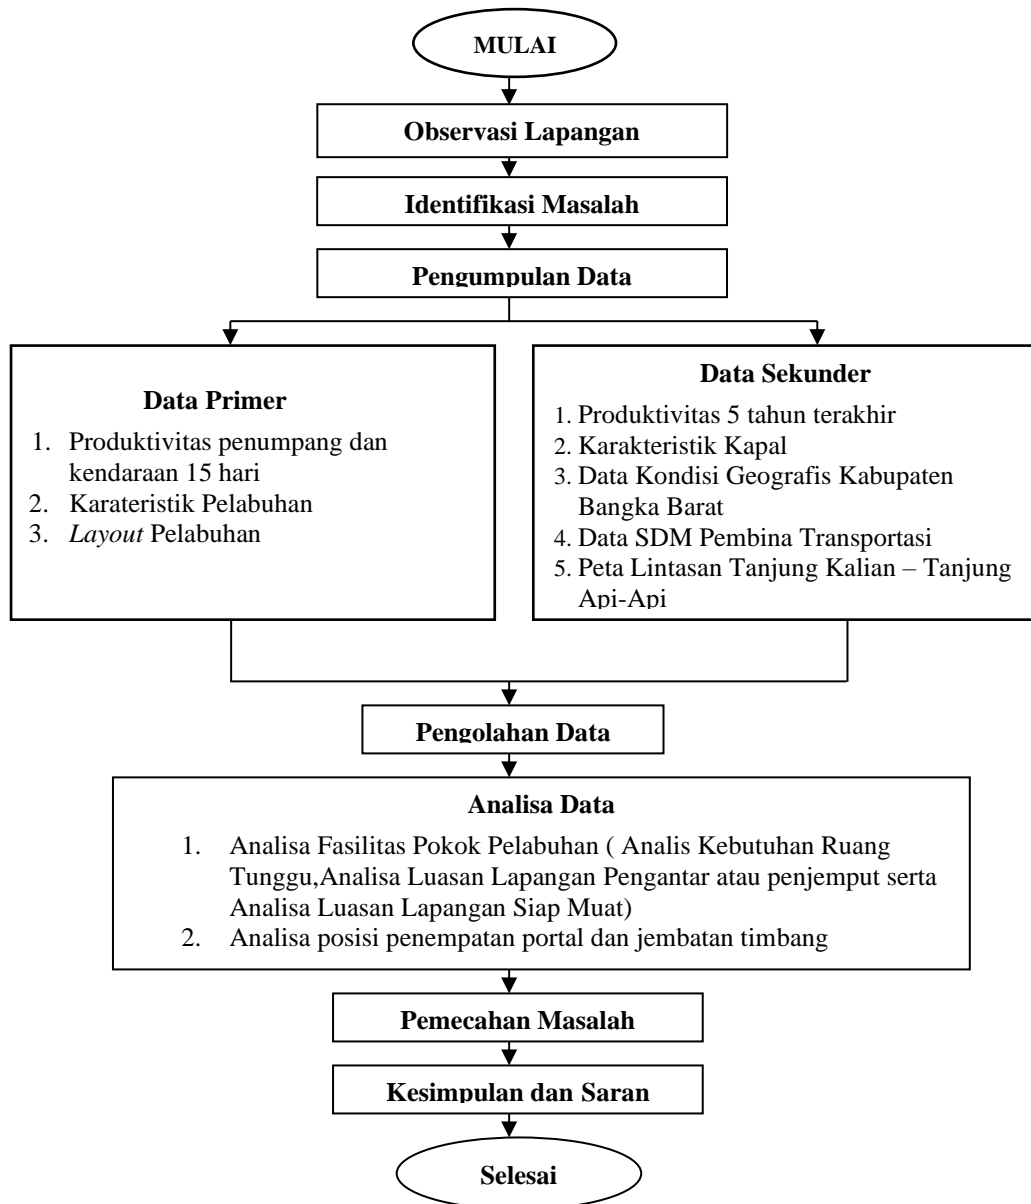 MULAI
Observasi Lapangan
Identifikasi Masalah
Pengumpulan Data
Data Primer
1. Produktivitas penumpang dan
kendaraan 15 hari
2. Karateristik Pelabuhan
3. Layout Pelabuhan
Data Sekunder
1. Produktivitas 5 tahun terakhir
2. Karakteristik Kapal
3. Data Kondisi Geografis Kabupaten
Bangka Barat
4. Data SDM Pembina Transportasi
5. Peta Lintasan Tanjung Kalian – Tanjung
Api-Api
Pengolahan Data
Analisa Data
1. Analisa Fasilitas Pokok Pelabuhan ( Analis Kebutuhan Ruang
Tunggu,Analisa Luasan Lapangan Pengantar atau penjemput serta
Analisa Luasan Lapangan Siap Muat)
2. Analisa posisi penempatan portal dan jembatan timbang
Pemecahan Masalah
Kesimpulan dan Saran
Selesai